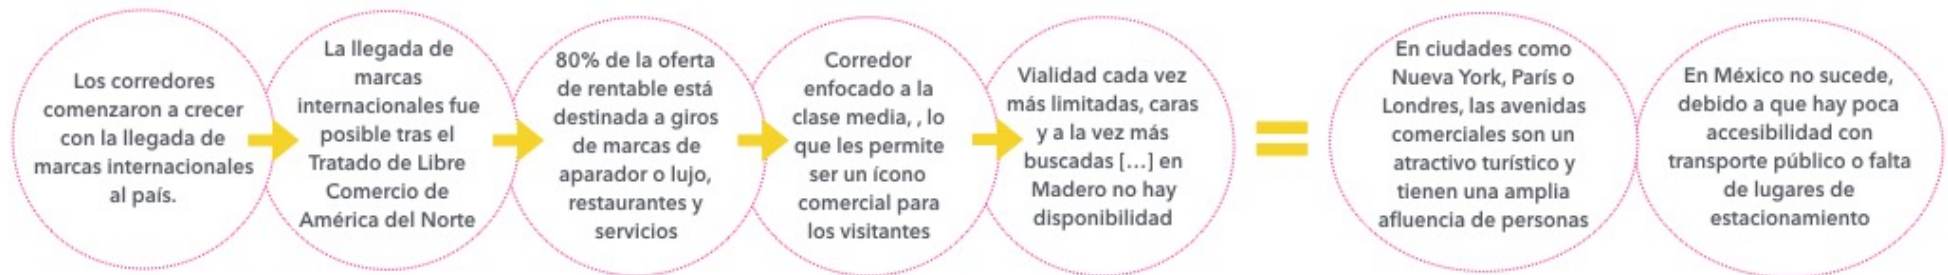 Los corredores
comenzaron a crecer
con la llegada de
marcas internacionales
al país.
La llegada de
marcas
internacionales fue
posible tras el
Tratado de Libre
Comercio de
América del Norte
80% de la oferta
de rentable está
destinada a giros
de marcas de
aparador o lujo,
restaurantes y
servicios
Corredor
enfocado a la
clase media, , lo
que les permite
ser un ícono
comercial para
los visitantes
Vialidad cada vez
más limitadas, caras
y a la vez más
buscadas [...] en
Madero no hay
disponibilidad
=
En ciudades como
Nueva York, París o
Londres, las avenidas
comerciales son un
atractivo turístico y
tienen una amplia
afluencia de personas
En México no sucede,
debido a que hay poca
accesibilidad con
transporte público o falta
de lugares de
estacionamiento